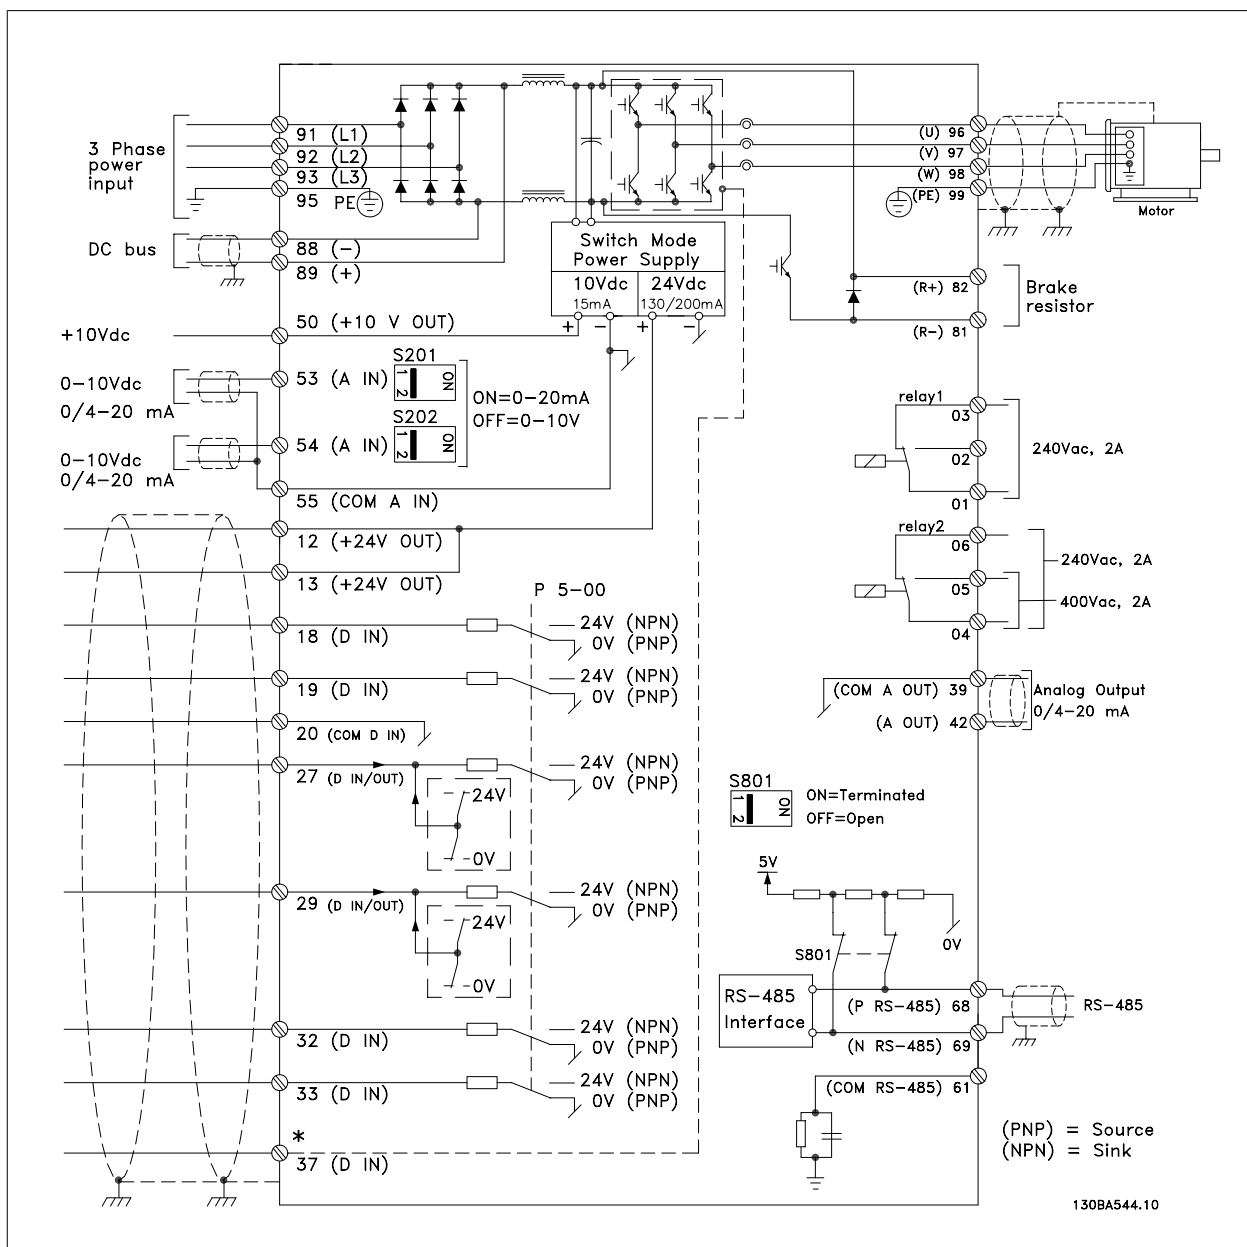 3 Phase
power
input
91 (L1)
92 (L2)
93 (L3)
95 PE
DC bus
88 (-)
89 (+)
Switch Mode
Power Supply
10Vdc
15mA
24Vdc
130/200mA
+
-
+
-
(U) 96
(V) 97
(W) 98
(PE) 99
Motor
(R+) 82
(R-) 81
Brake
resistor
+10Vdc
50 (+10 V OUT)
0-10Vdc
0/4-20 mA
53 (A IN)
S201
1
2
ON
0-10Vdc
0/4-20 mA
54 (A IN)
S202
1
2
ON
ON=0-20mA
OFF=0-10V
55 (COM A IN)
12 (+24V OUT)
13 (+24V OUT)
relay1
03
02
01
240Vac, 2A
relay2
06
05
04
240Vac, 2A
400Vac, 2A
P 5-00
18 (D IN)
24V (NPN)
0V (PNP)
19 (D IN)
24V (NPN)
0V (PNP)
20 (COM D IN)
(COM A OUT) 39
(A OUT) 42
Analog Output
0/4-20 mA
27 (D IN/OUT)
24V (NPN)
0V (PNP)
24V
0V
S801
1
2
ON
ON=Terminated
OFF=Open
29 (D IN/OUT)
24V (NPN)
0V (PNP)
24V
0V
5V
0V
S801
RS-485
Interface
(P RS-485) 68
(N RS-485) 69
RS-485
(COM RS-485) 61
32 (D IN)
24V (NPN)
0V (PNP)
33 (D IN)
24V (NPN)
0V (PNP)
*
37 (D IN)
(PNP) = Source
(NPN) = Sink
130BA544.10